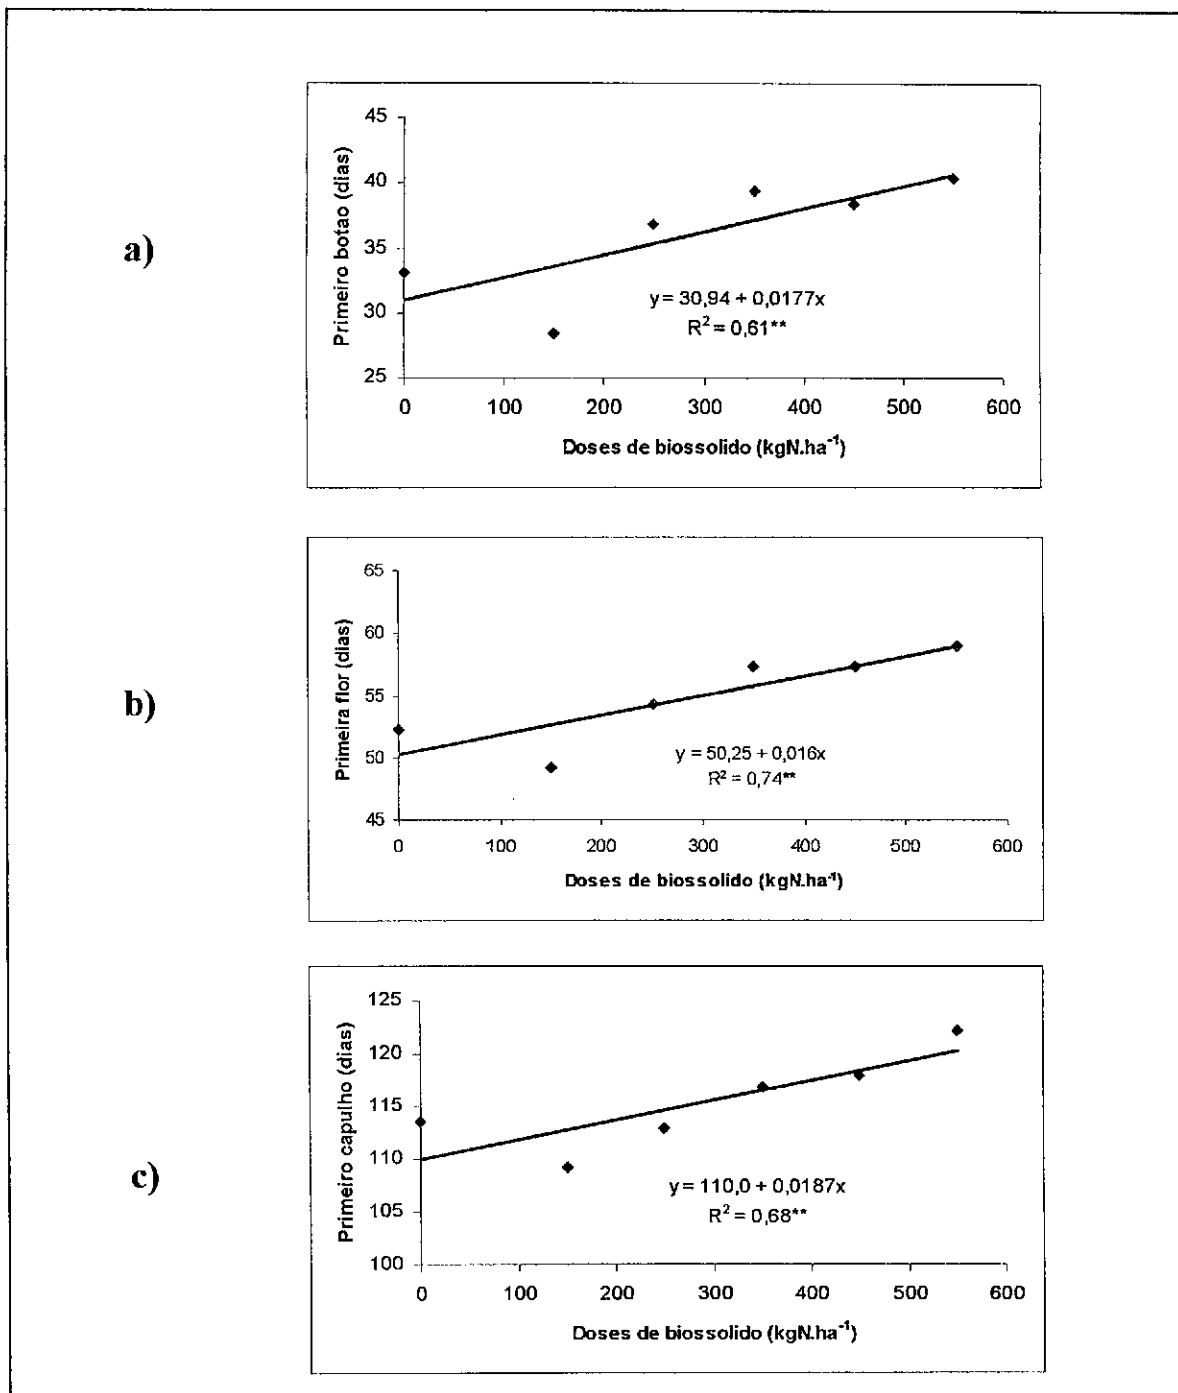 a)
Primeiro botao (dias)
45
40
35
30
25
y = 30,94 + 0,0177x
R² = 0,61**
0 100 200 300 400 500 600
Doses de biossolido (kgN.ha⁻¹)
b)
Primeira flor (dias)
65
60
55
50
45
y = 50,25 + 0,016x
R² = 0,74**
0 100 200 300 400 500 600
Doses de biossolido (kgN.ha⁻¹)
c)
Primeiro capulho (dias)
125
120
115
110
105
100
y = 110,0 + 0,0187x
R² = 0,68**
0 100 200 300 400 500 600
Doses de biossolido (kgN.ha⁻¹)